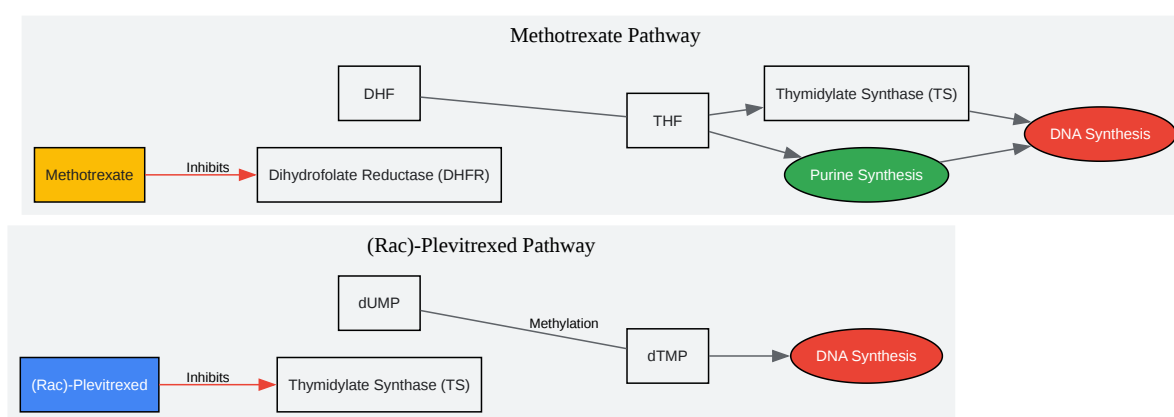 Methotrexate Pathway
DHF
THF
Thymidylate Synthase (TS)
DNA Synthesis
Methotrexate
Inhibits
Dihydrofolate Reductase (DHFR)
Purine Synthesis
(Rac)-Plevitrexed Pathway
dUMP
Methylation
dTMP
DNA Synthesis
(Rac)-Plevitrexed
Inhibits
Thymidylate Synthase (TS)